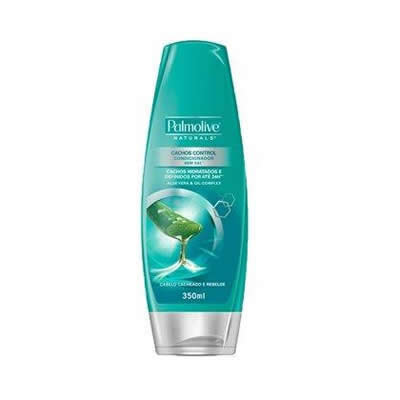 Palmolive
NATURALS
CACHOS CONTROL
CONDICIONADOR
SEM SAL
CACHOS HIDRATADOS E
DEFINIDOS POR ATÉ 24H**
ALOE VERA & OIL COMPLEX
CABELO CACHEADO E REBELDE
350ml